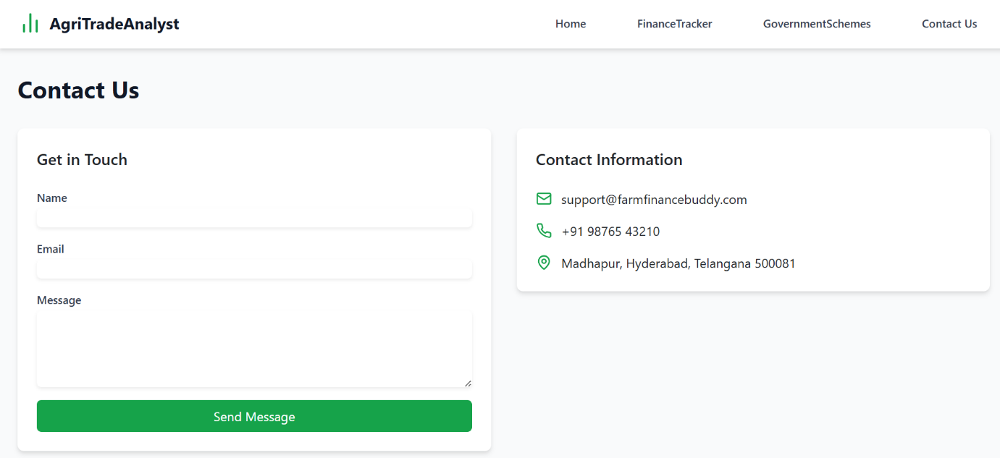 AgriTradeAnalyst
Home
FinanceTracker
GovernmentSchemes
Contact Us
Contact Us
Get in Touch
Name
Email
Message
Send Message
Contact Information
support@farmfinancebuddy.com
+91 98765 43210
Madhapur, Hyderabad, Telangana 500081